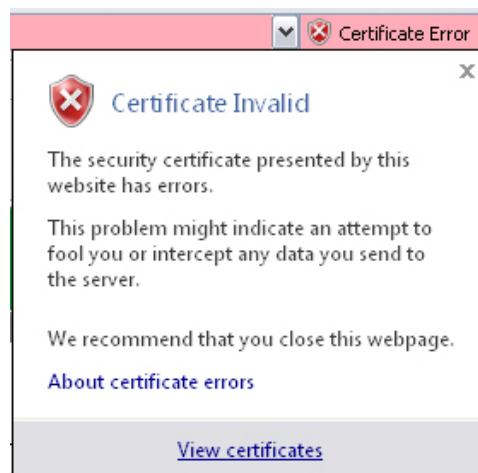 Certificate Error
Certificate Invalid
The security certificate presented by this
website has errors.
This problem might indicate an attempt to
fool you or intercept any data you send to
the server.
We recommend that you close this webpage.
About certificate errors
View certificates